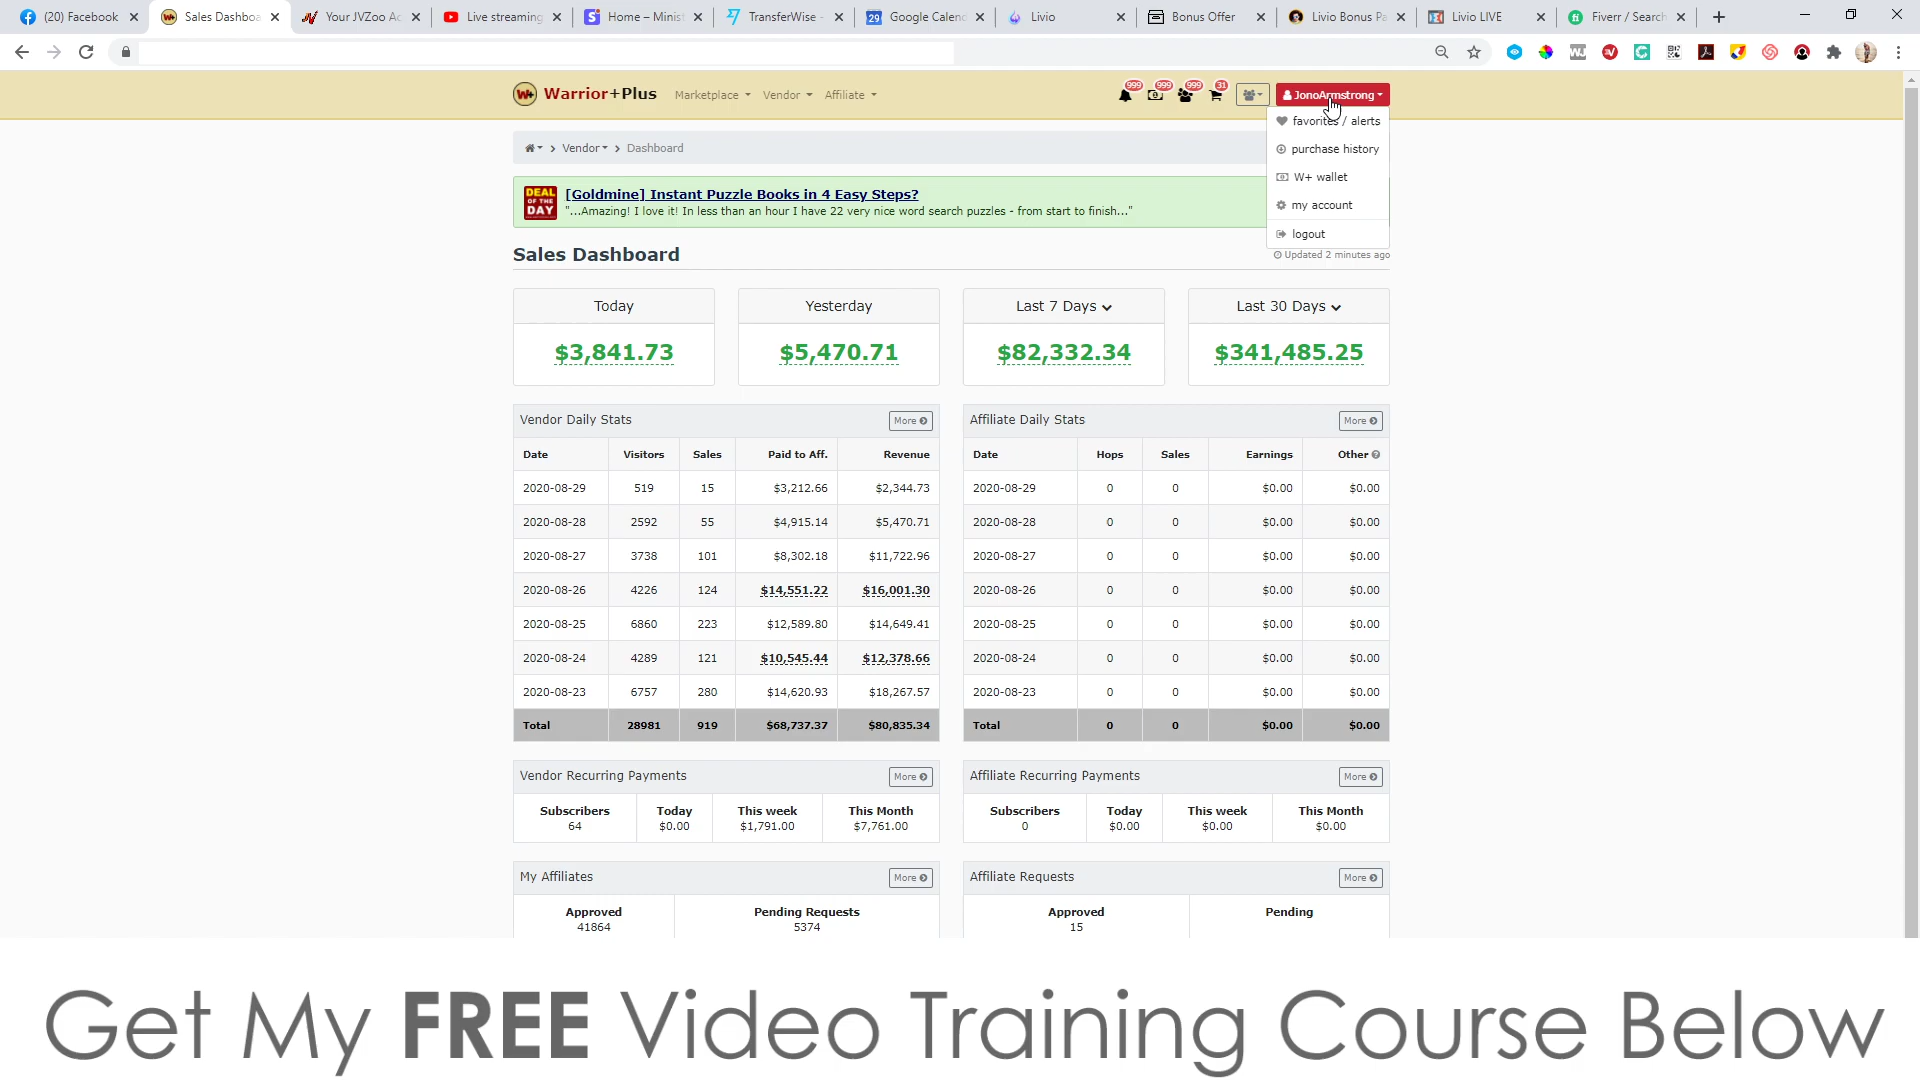 (20) Facebook
Sales Dashboa
Your JVZoo Ac
Live streaming
Home – Minist
TransferWise -
Google Calend
Livio
Bonus Offer
Livio Bonus Pa
Livio LIVE
Fiverr / Search
Warrior+Plus Marketplace Vendor Affiliate 999 999 999 31 JonoArmstrong
favorites / alerts
purchase history
W+ wallet
my account
logout
Vendor > Dashboard
DEAL OF THE DAY
[Goldmine] Instant Puzzle Books in 4 Easy Steps?
"...Amazing! I love it! In less than an hour I have 22 very nice word search puzzles - from start to finish..."
Sales Dashboard
Updated 2 minutes ago
Today Yesterday Last 7 Days Last 30 Days
$3,841.73 $5,470.71 $82,332.34 $341,485.25
Vendor Daily Stats More
Date Visitors Sales Paid to Aff. Revenue
2020-08-29 519 15 $3,212.66 $2,344.73
2020-08-28 2592 55 $4,915.14 $5,470.71
2020-08-27 3738 101 $8,302.18 $11,722.96
2020-08-26 4226 124 $14,551.22 $16,001.30
2020-08-25 6860 223 $12,589.80 $14,649.41
2020-08-24 4289 121 $10,545.44 $12,378.66
2020-08-23 6757 280 $14,620.93 $18,267.57
Total 28981 919 $68,737.37 $80,835.34
Affiliate Daily Stats More
Date Hops Sales Earnings Other
2020-08-29 0 0 $0.00 $0.00
2020-08-28 0 0 $0.00 $0.00
2020-08-27 0 0 $0.00 $0.00
2020-08-26 0 0 $0.00 $0.00
2020-08-25 0 0 $0.00 $0.00
2020-08-24 0 0 $0.00 $0.00
2020-08-23 0 0 $0.00 $0.00
Total 0 0 $0.00 $0.00
Vendor Recurring Payments More
Subscribers Today This week This Month
64 $0.00 $1,791.00 $7,761.00
Affiliate Recurring Payments More
Subscribers Today This week This Month
0 $0.00 $0.00 $0.00
My Affiliates More
Approved Pending Requests
41864 5374
Affiliate Requests More
Approved Pending
15
Get My FREE Video Training Course Below